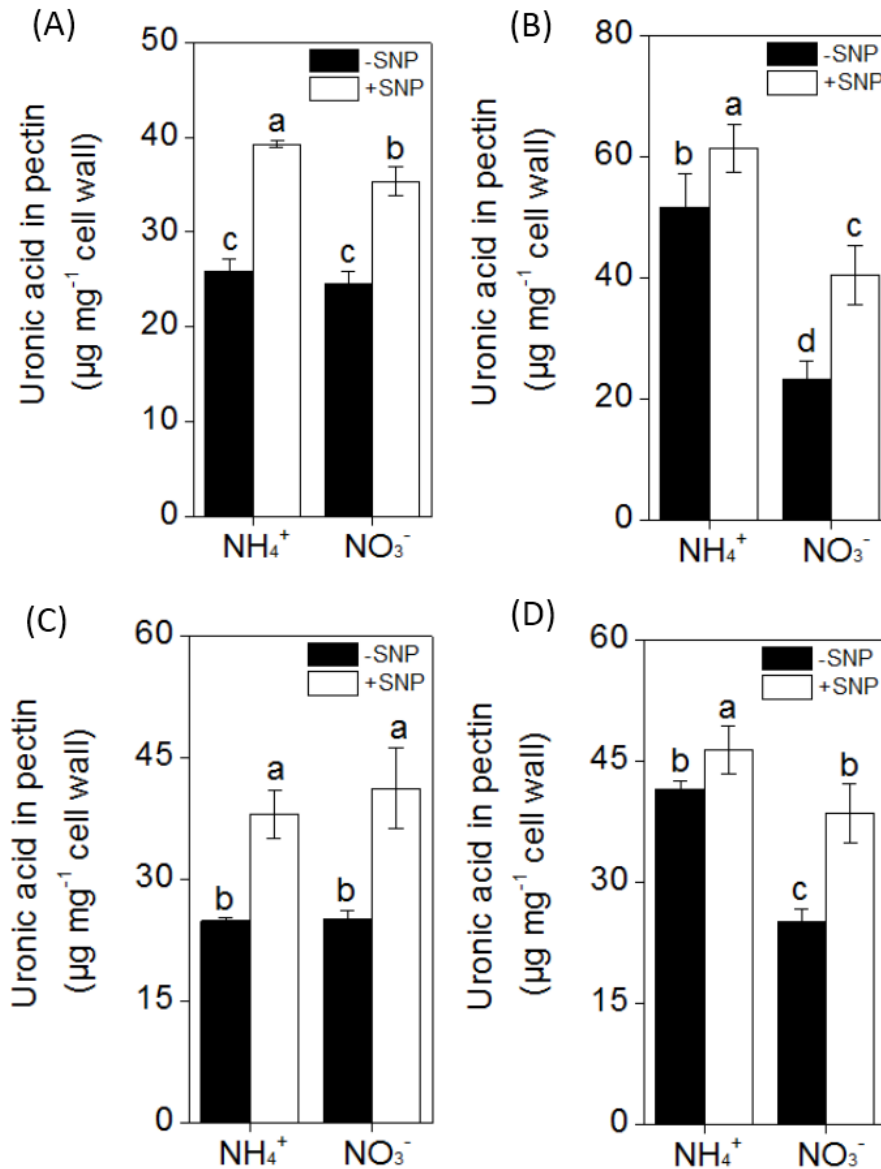 (A)
Uronic acid in pectin
(µg mg⁻¹ cell wall)
50
40
30
20
10
0
-SNP
+SNP
c
a
c
b
NH₄⁺
NO₃⁻
(B)
Uronic acid in pectin
(µg mg⁻¹ cell wall)
80
60
40
20
0
-SNP
+SNP
b
a
d
c
NH₄⁺
NO₃⁻
(C)
Uronic acid in pectin
(µg mg⁻¹ cell wall)
60
45
30
15
0
-SNP
+SNP
b
a
b
a
NH₄⁺
NO₃⁻
(D)
Uronic acid in pectin
(µg mg⁻¹ cell wall)
60
45
30
15
0
-SNP
+SNP
b
a
c
b
NH₄⁺
NO₃⁻